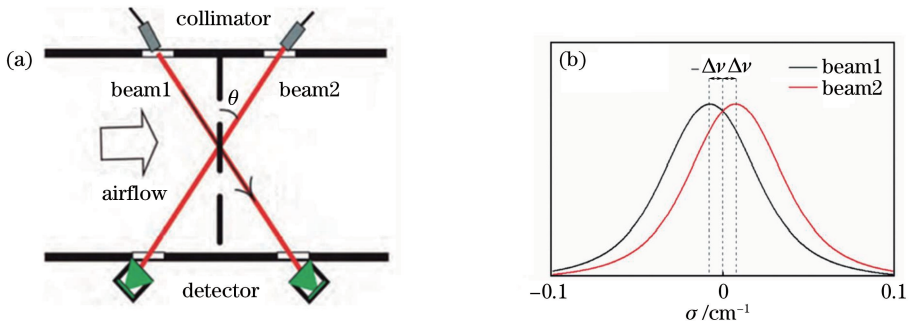 (a)
collimator
beam1
beam2
θ
airflow
detector
(b)
−Δν Δν
beam1
beam2
−0.1
0
0.1
σ/cm⁻¹